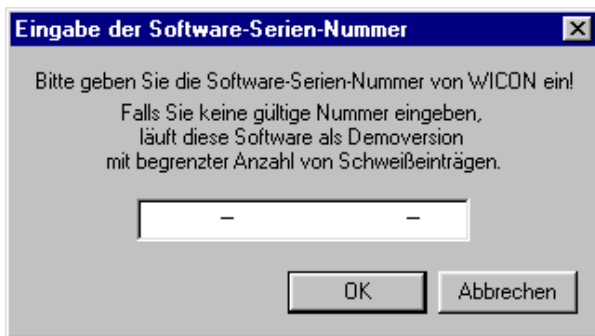 Eingabe der Software-Serien-Nummer
Bitte geben Sie die Software-Serien-Nummer von WICON ein!
Falls Sie keine gültige Nummer eingeben,
läuft diese Software als Demoversion
mit begrenzter Anzahl von Schweißeinträgen.
– –
OK Abbrechen